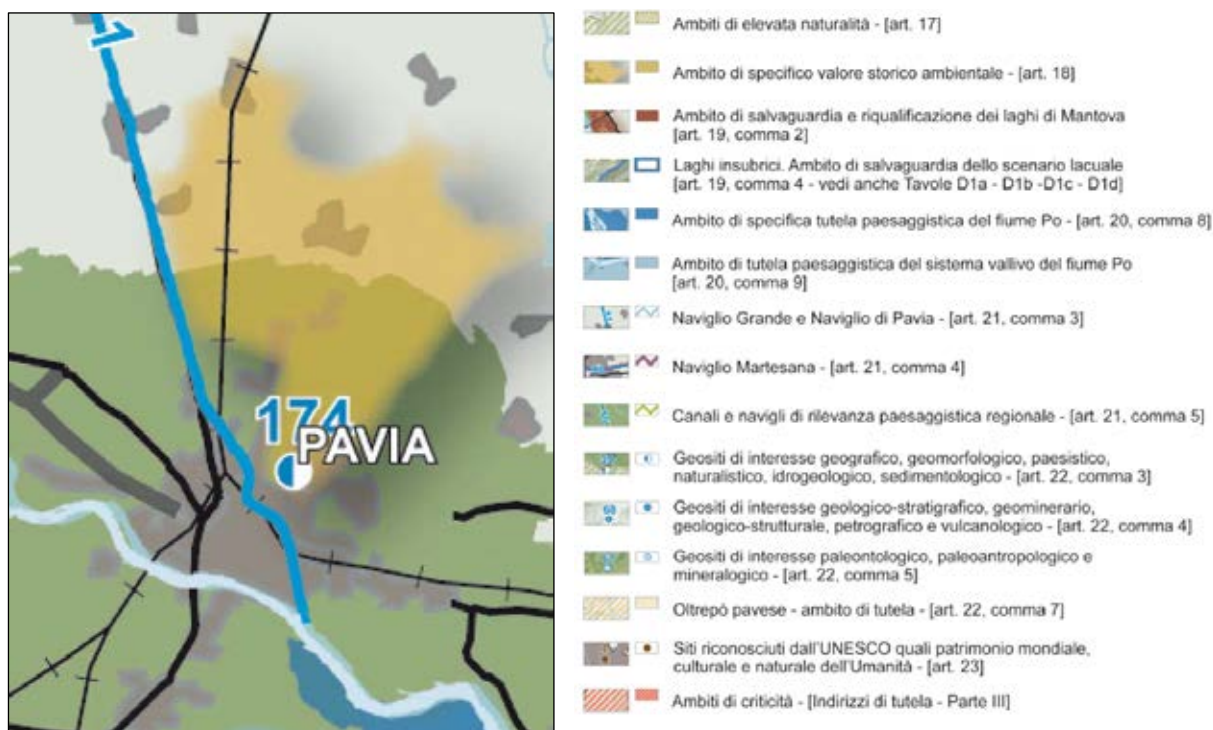 1
174
PAVIA
Ambiti di elevata naturalità - [art. 17]
Ambito di specifico valore storico ambientale - [art. 18]
Ambito di salvaguardia e riqualificazione dei laghi di Mantova
[art. 19, comma 2]
Laghi insubrici. Ambito di salvaguardia dello scenario lacuale
[art. 19, comma 4 - vedi anche Tavole D1a - D1b -D1c - D1d]
Ambito di specifica tutela paesaggistica del fiume Po - [art. 20, comma 8]
Ambito di tutela paesaggistica del sistema vallivo del fiume Po
[art. 20, comma 9]
Naviglio Grande e Naviglio di Pavia - [art. 21, comma 3]
Naviglio Martesana - [art. 21, comma 4]
Canali e navigli di rilevanza paesaggistica regionale - [art. 21, comma 5]
Geositi di interesse geografico, geomorfologico, paesistico,
naturalistico, idrogeologico, sedimentologico - [art. 22, comma 3]
Geositi di interesse geologico-stratigrafico, geominerario,
geologico-strutturale, petrografico e vulcanologico - [art. 22, comma 4]
Geositi di interesse paleontologico, paleoantropologico e
mineralogico - [art. 22, comma 5]
Oltrepò pavese - ambito di tutela - [art. 22, comma 7]
Siti riconosciuti dall'UNESCO quali patrimonio mondiale,
culturale e naturale dell'Umanità - [art. 23]
Ambiti di criticità - [Indirizzi di tutela - Parte III]